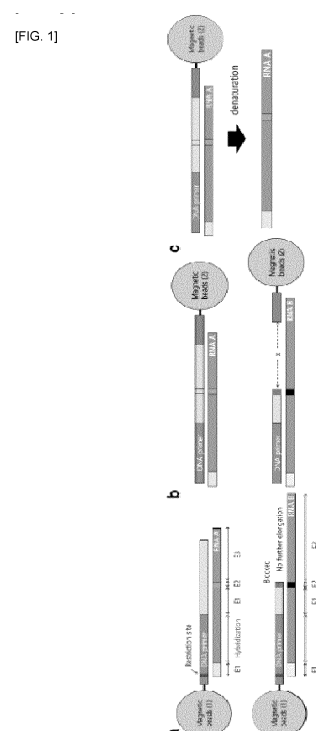 [FIG. 1]
Magnetic
beads (2)
DNA primer
RNA A
denaturation
RNA A
c
Magnetic
beads (2)
DNA primer
RNA A
Magnetic
beads (2)
x
DNA primer
RNA B
b
Restriction site
Magnetic
beads (1)
DNA primer
RNA A
E1 Hybridization E1 E2 E3
Blocked
No further elongation
Magnetic
beads (1)
DNA primer
RNA B